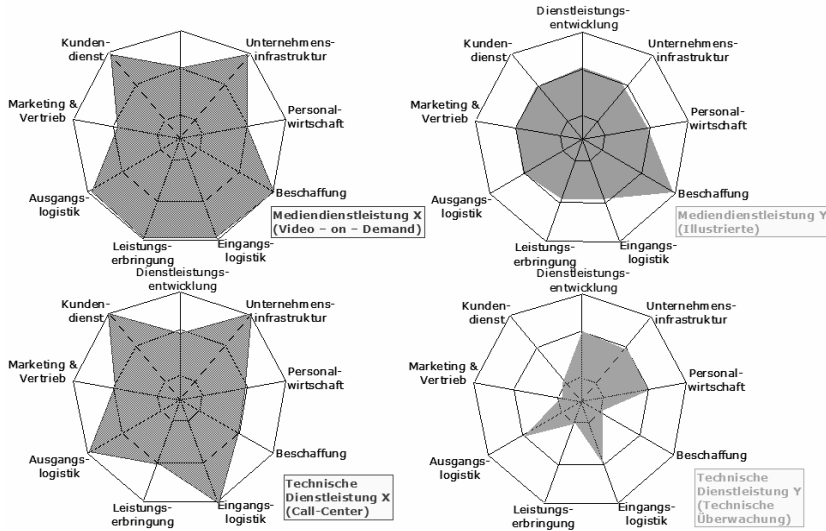 Kunden-
dienst
Unternehmens-
infrastruktur
Marketing &
Vertrieb
Personal-
wirtschaft
Ausgangs-
logistik
Beschaffung
Leistungs-
erbringung
Eingangs-
logistik
Mediendienstleistung X
(Video – on – Demand)
Dienstleistungs-
entwicklung
Kunden-
dienst
Unternehmens-
infrastruktur
Marketing &
Vertrieb
Personal-
wirtschaft
Ausgangs-
logistik
Beschaffung
Leistungs-
erbringung
Eingangs-
logistik
Mediendienstleistung Y
(Illustrierte)
Dienstleistungs-
entwicklung
Kunden-
dienst
Unternehmens-
infrastruktur
Marketing &
Vertrieb
Personal-
wirtschaft
Ausgangs-
logistik
Beschaffung
Leistungs-
erbringung
Eingangs-
logistik
Technische
Dienstleistung X
(Call-Center)
Dienstleistungs-
entwicklung
Kunden-
dienst
Unternehmens-
infrastruktur
Marketing &
Vertrieb
Personal-
wirtschaft
Ausgangs-
logistik
Beschaffung
Leistungs-
erbringung
Eingangs-
logistik
Technische
Dienstleistung Y
(Technische
Überwachung)